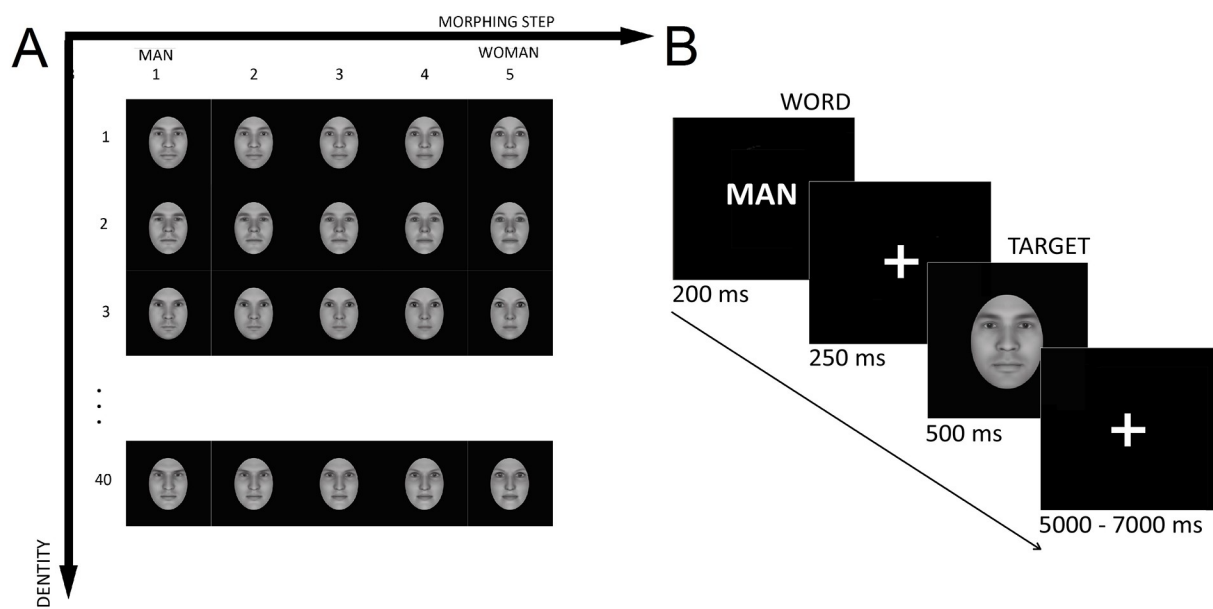 A
MORPHING STEP
MAN
WOMAN
1
2
3
4
5
1
2
3
40
DENTITY
B
WORD
MAN
200 ms
+
250 ms
TARGET
500 ms
+
5000 - 7000 ms